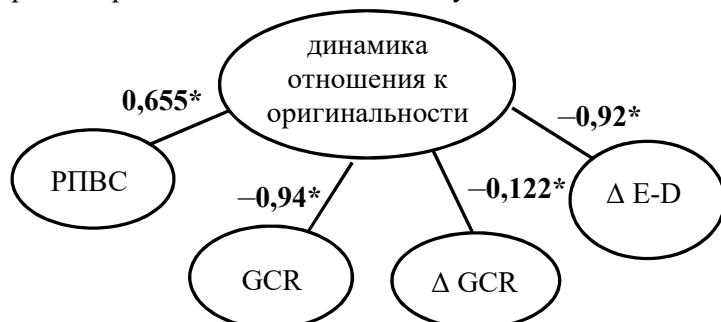 динамика
отношения к
оригинальности
0,655*
–0,92*
РПВС
–0,94*
–0,122*
Δ E-D
GCR
Δ GCR